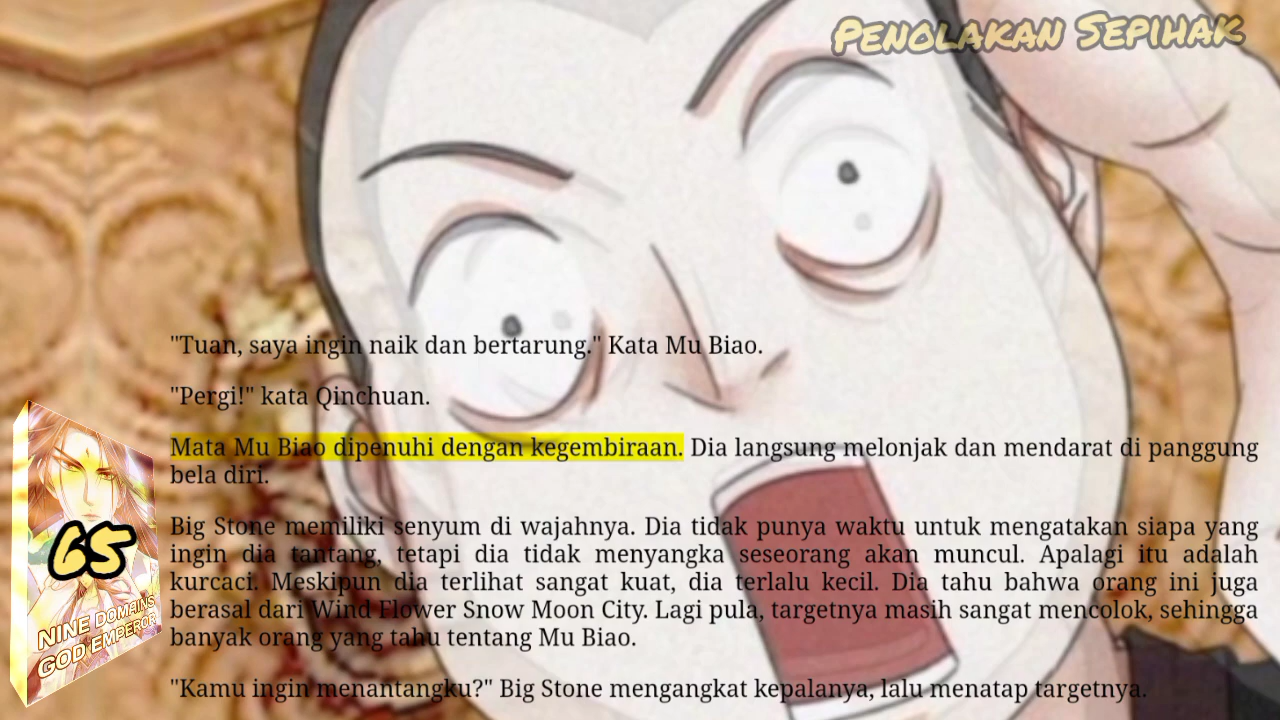 Penolakan Sepihak
"Tuan, saya ingin naik dan bertarung." Kata Mu Biao.
"Pergi!" kata Qinchuan.
Mata Mu Biao dipenuhi dengan kegembiraan. Dia langsung melonjak dan mendarat di panggung
bela diri.
Big Stone memiliki senyum di wajahnya. Dia tidak punya waktu untuk mengatakan siapa yang
ingin dia tantang, tetapi dia tidak menyangka seseorang akan muncul. Apalagi itu adalah
kurcaci. Meskipun dia terlihat sangat kuat, dia terlalu kecil. Dia tahu bahwa orang ini juga
berasal dari Wind Flower Snow Moon City. Lagi pula, targetnya masih sangat mencolok, sehingga
banyak orang yang tahu tentang Mu Biao.
"Kamu ingin menantangku?" Big Stone mengangkat kepalanya, lalu menatap targetnya.
65
NINE DOMAINS
GOD EMPEROR